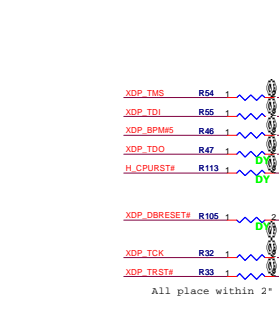 XDP_TMS R54 1
XDP_TDI R55 1
XDP_BPM#5 R46 1
XDP_TDO R47 1
DY
H_CPURST# R113 1
DY
XDP_DBRESET# R105 1 2
DY
XDP_TCK R32 1
XDP_TRST# R33 1
All place within 2"